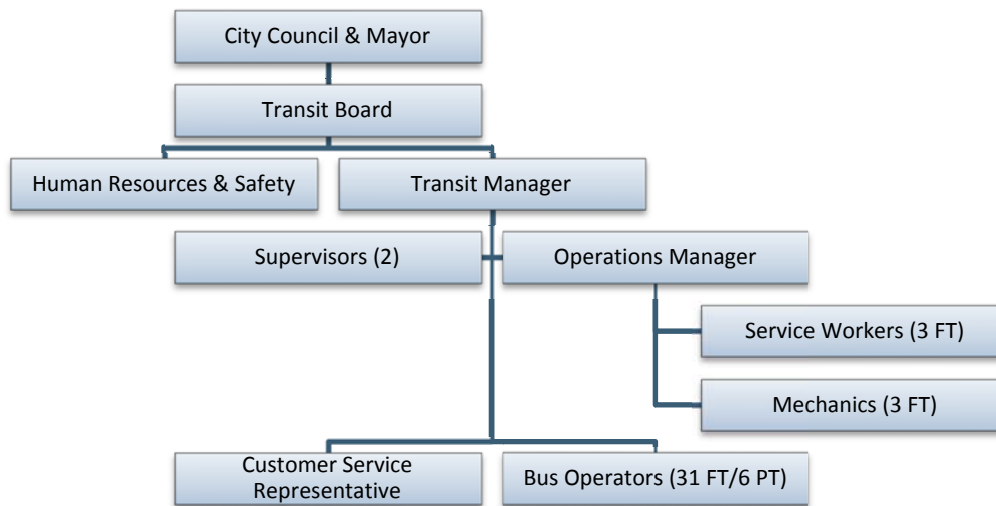 City Council & Mayor
Transit Board
Human Resources & Safety
Transit Manager
Supervisors (2)
Operations Manager
Service Workers (3 FT)
Mechanics (3 FT)
Customer Service
Representative
Bus Operators (31 FT/6 PT)